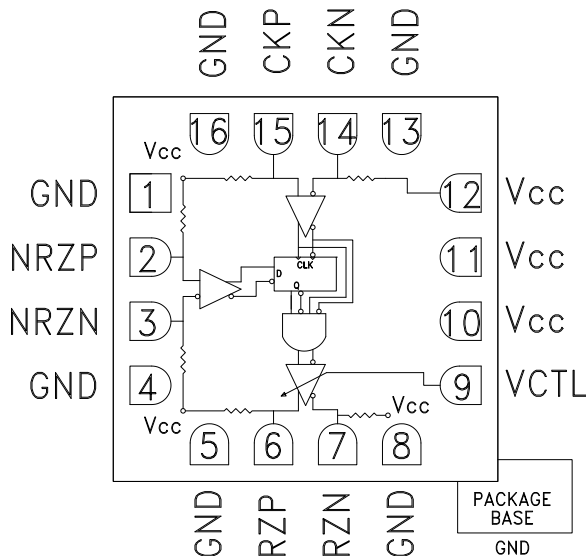 GND CKP CKN GND
16 15 14 13
Vcc
GND 1 12 Vcc
NRZP 2 11 Vcc
CLK
D
Q
NRZN 3 10 Vcc
GND 4 9 VCTL
Vcc Vcc
5 6 7 8
GND RZP RZN GND
PACKAGE
BASE
GND